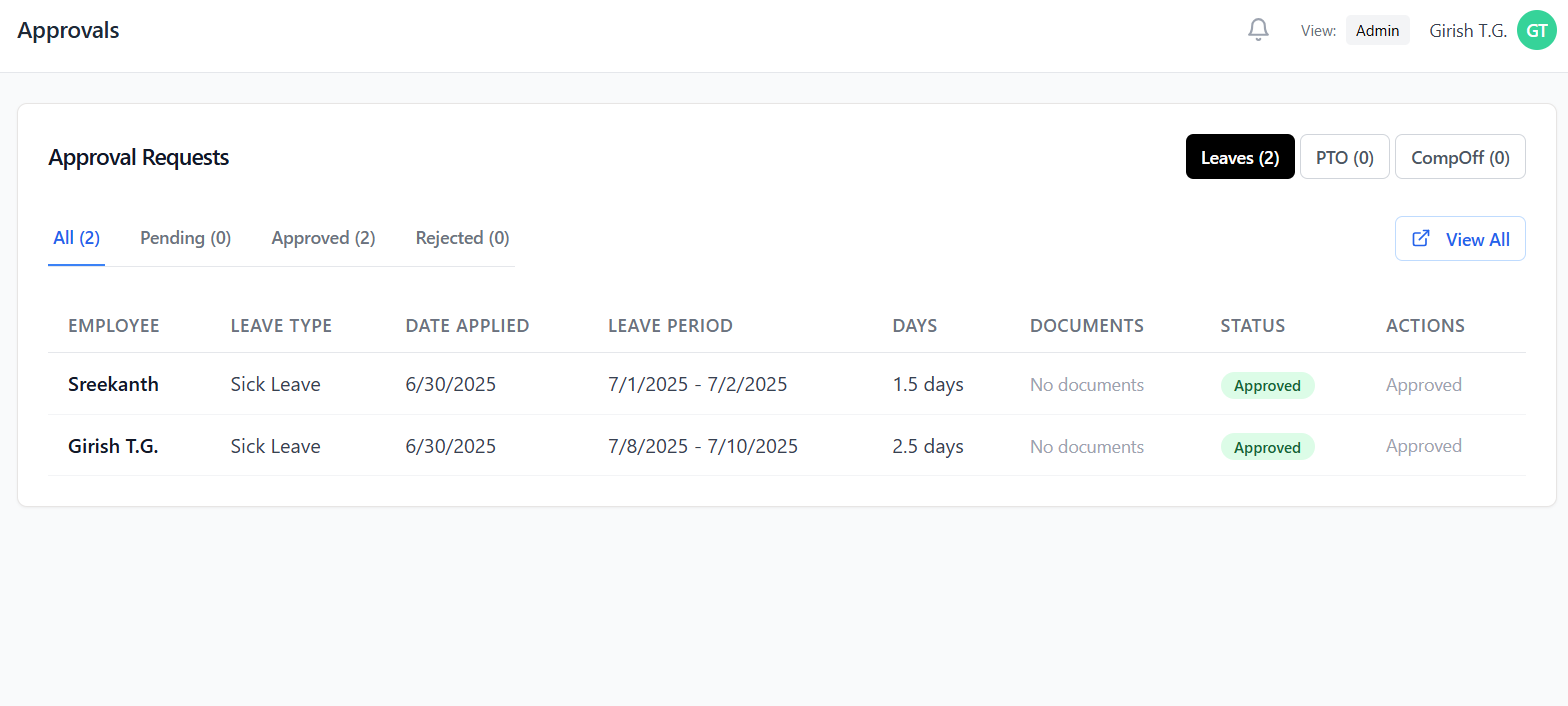 Approvals
View: Admin Girish T.G. GT
Approval Requests
Leaves (2) PTO (0) CompOff (0)
All (2) Pending (0) Approved (2) Rejected (0)
View All
EMPLOYEE LEAVE TYPE DATE APPLIED LEAVE PERIOD DAYS DOCUMENTS STATUS ACTIONS
Sreekanth Sick Leave 6/30/2025 7/1/2025 - 7/2/2025 1.5 days No documents Approved Approved
Girish T.G. Sick Leave 6/30/2025 7/8/2025 - 7/10/2025 2.5 days No documents Approved Approved